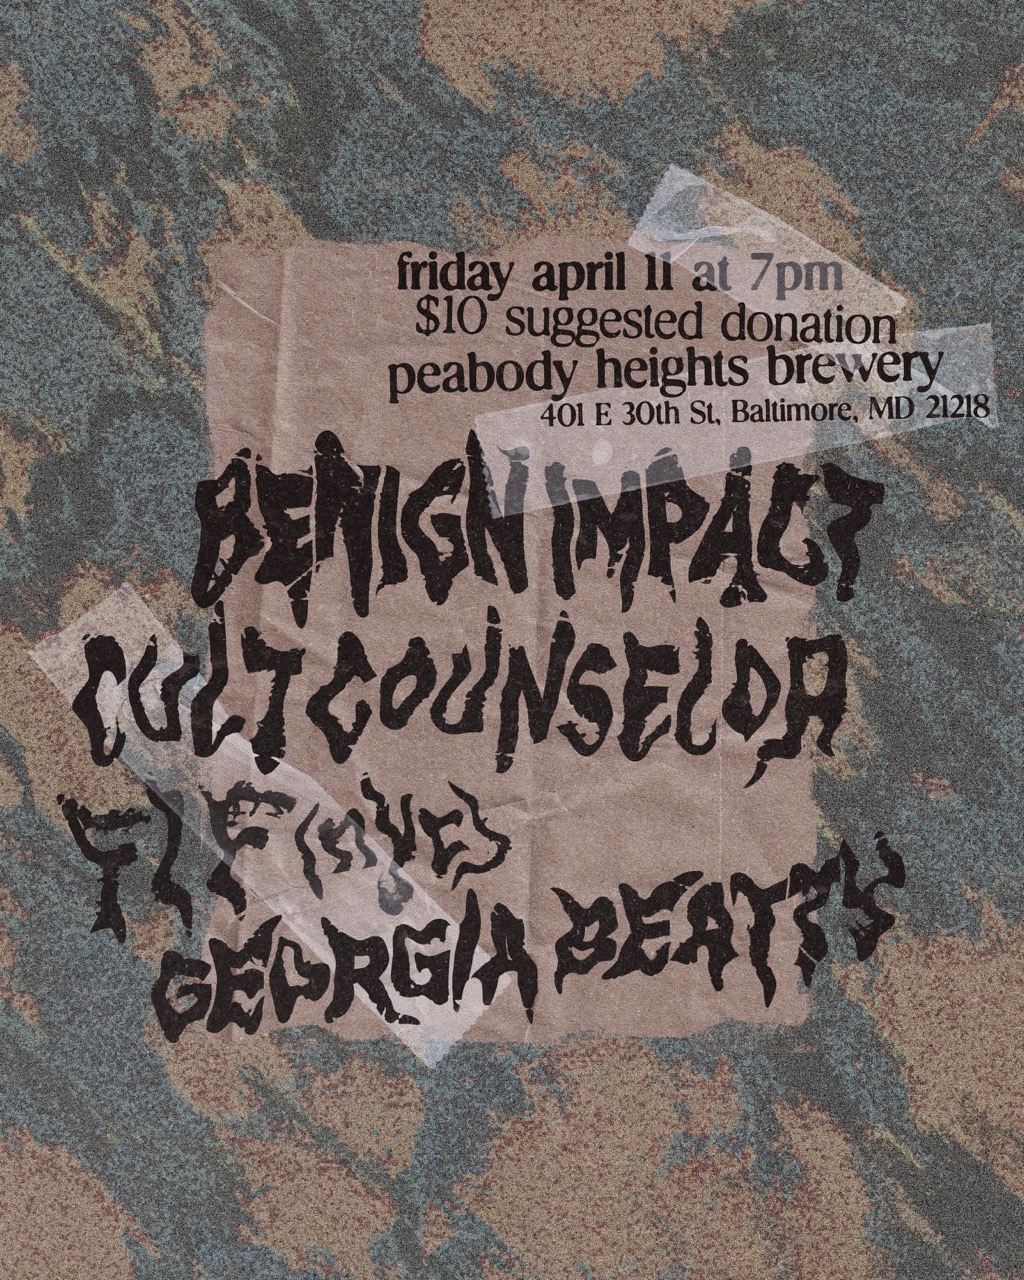 friday april 11 at 7pm
$10 suggested donation
peabody heights brewery
401 E 30th St, Baltimore, MD 21218
BENIGN IMPACT
CULT COUNSELOR
GEORGIA BEATTY